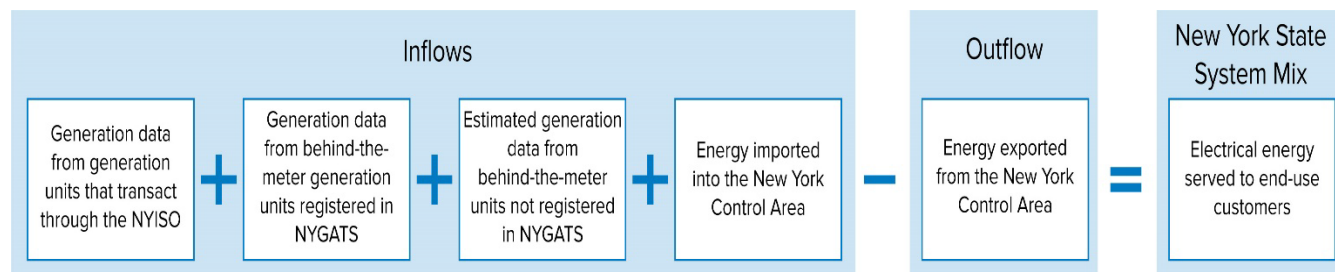 Inflows
Generation data
from generation
units that transact
through the NYISO
+
Generation data
from behind-the-
meter generation
units registered in
NYGATS
+
Estimated generation
data from
behind-the-meter
units not registered
in NYGATS
+
Energy imported
into the New York
Control Area
−
Outflow
Energy exported
from the New York
Control Area
=
New York State
System Mix
Electrical energy
served to end-use
customers